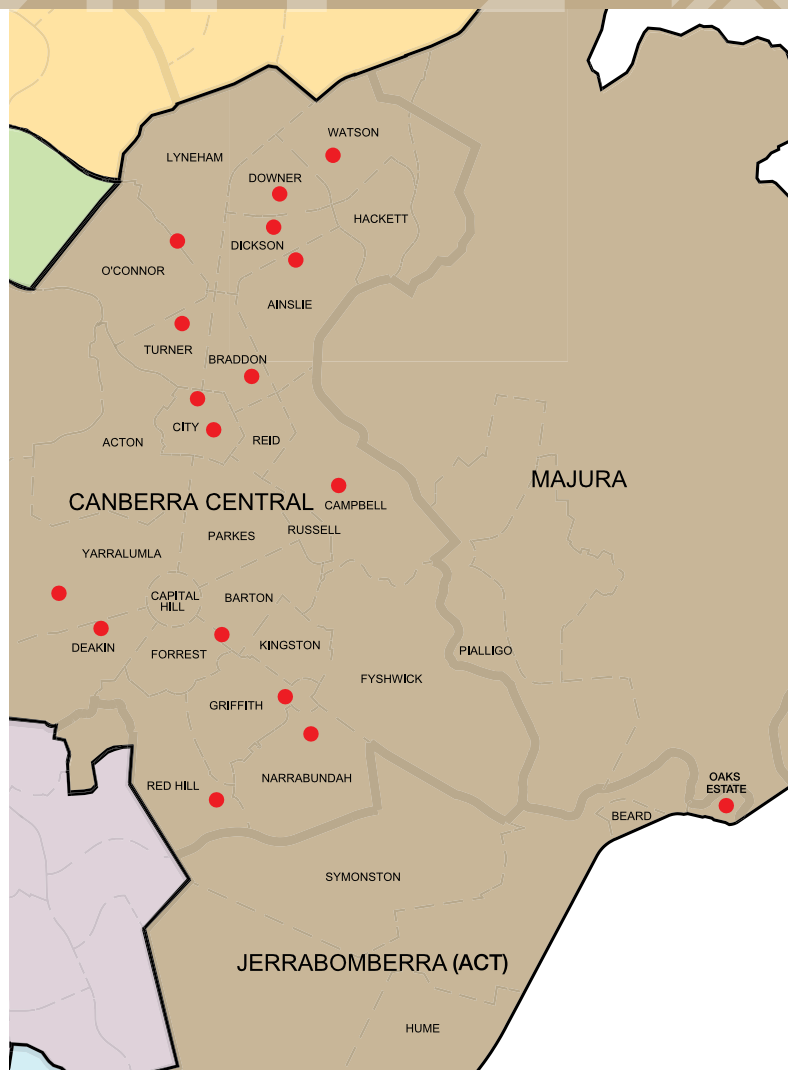 WATSON
LYNEHAM
DOWNER
HACKETT
DICKSON
O'CONNOR
AINSLIE
TURNER
BRADDON
CITY
REID
ACTON
MAJURA
CANBERRA CENTRAL
CAMPBELL
RUSSELL
PARKES
YARRALUMLA
CAPITAL
HILL
BARTON
DEAKIN
FORREST
KINGSTON
PIALLIGO
FYSHWICK
GRIFFITH
NARRABUNDAH
RED HILL
OAKS
ESTATE
BEARD
SYMONSTON
JERRABOMBERRA (ACT)
HUME